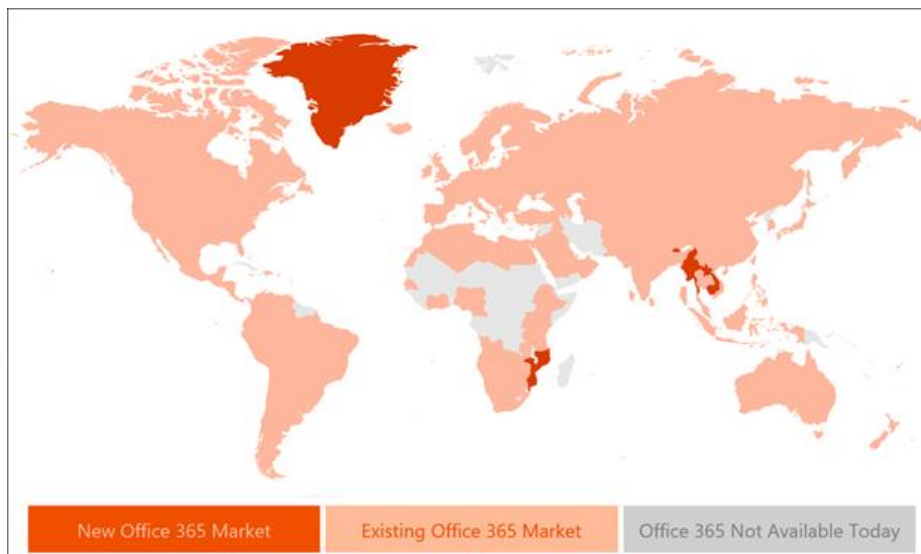 New Office 365 Market
Existing Office 365 Market
Office 365 Not Available Today